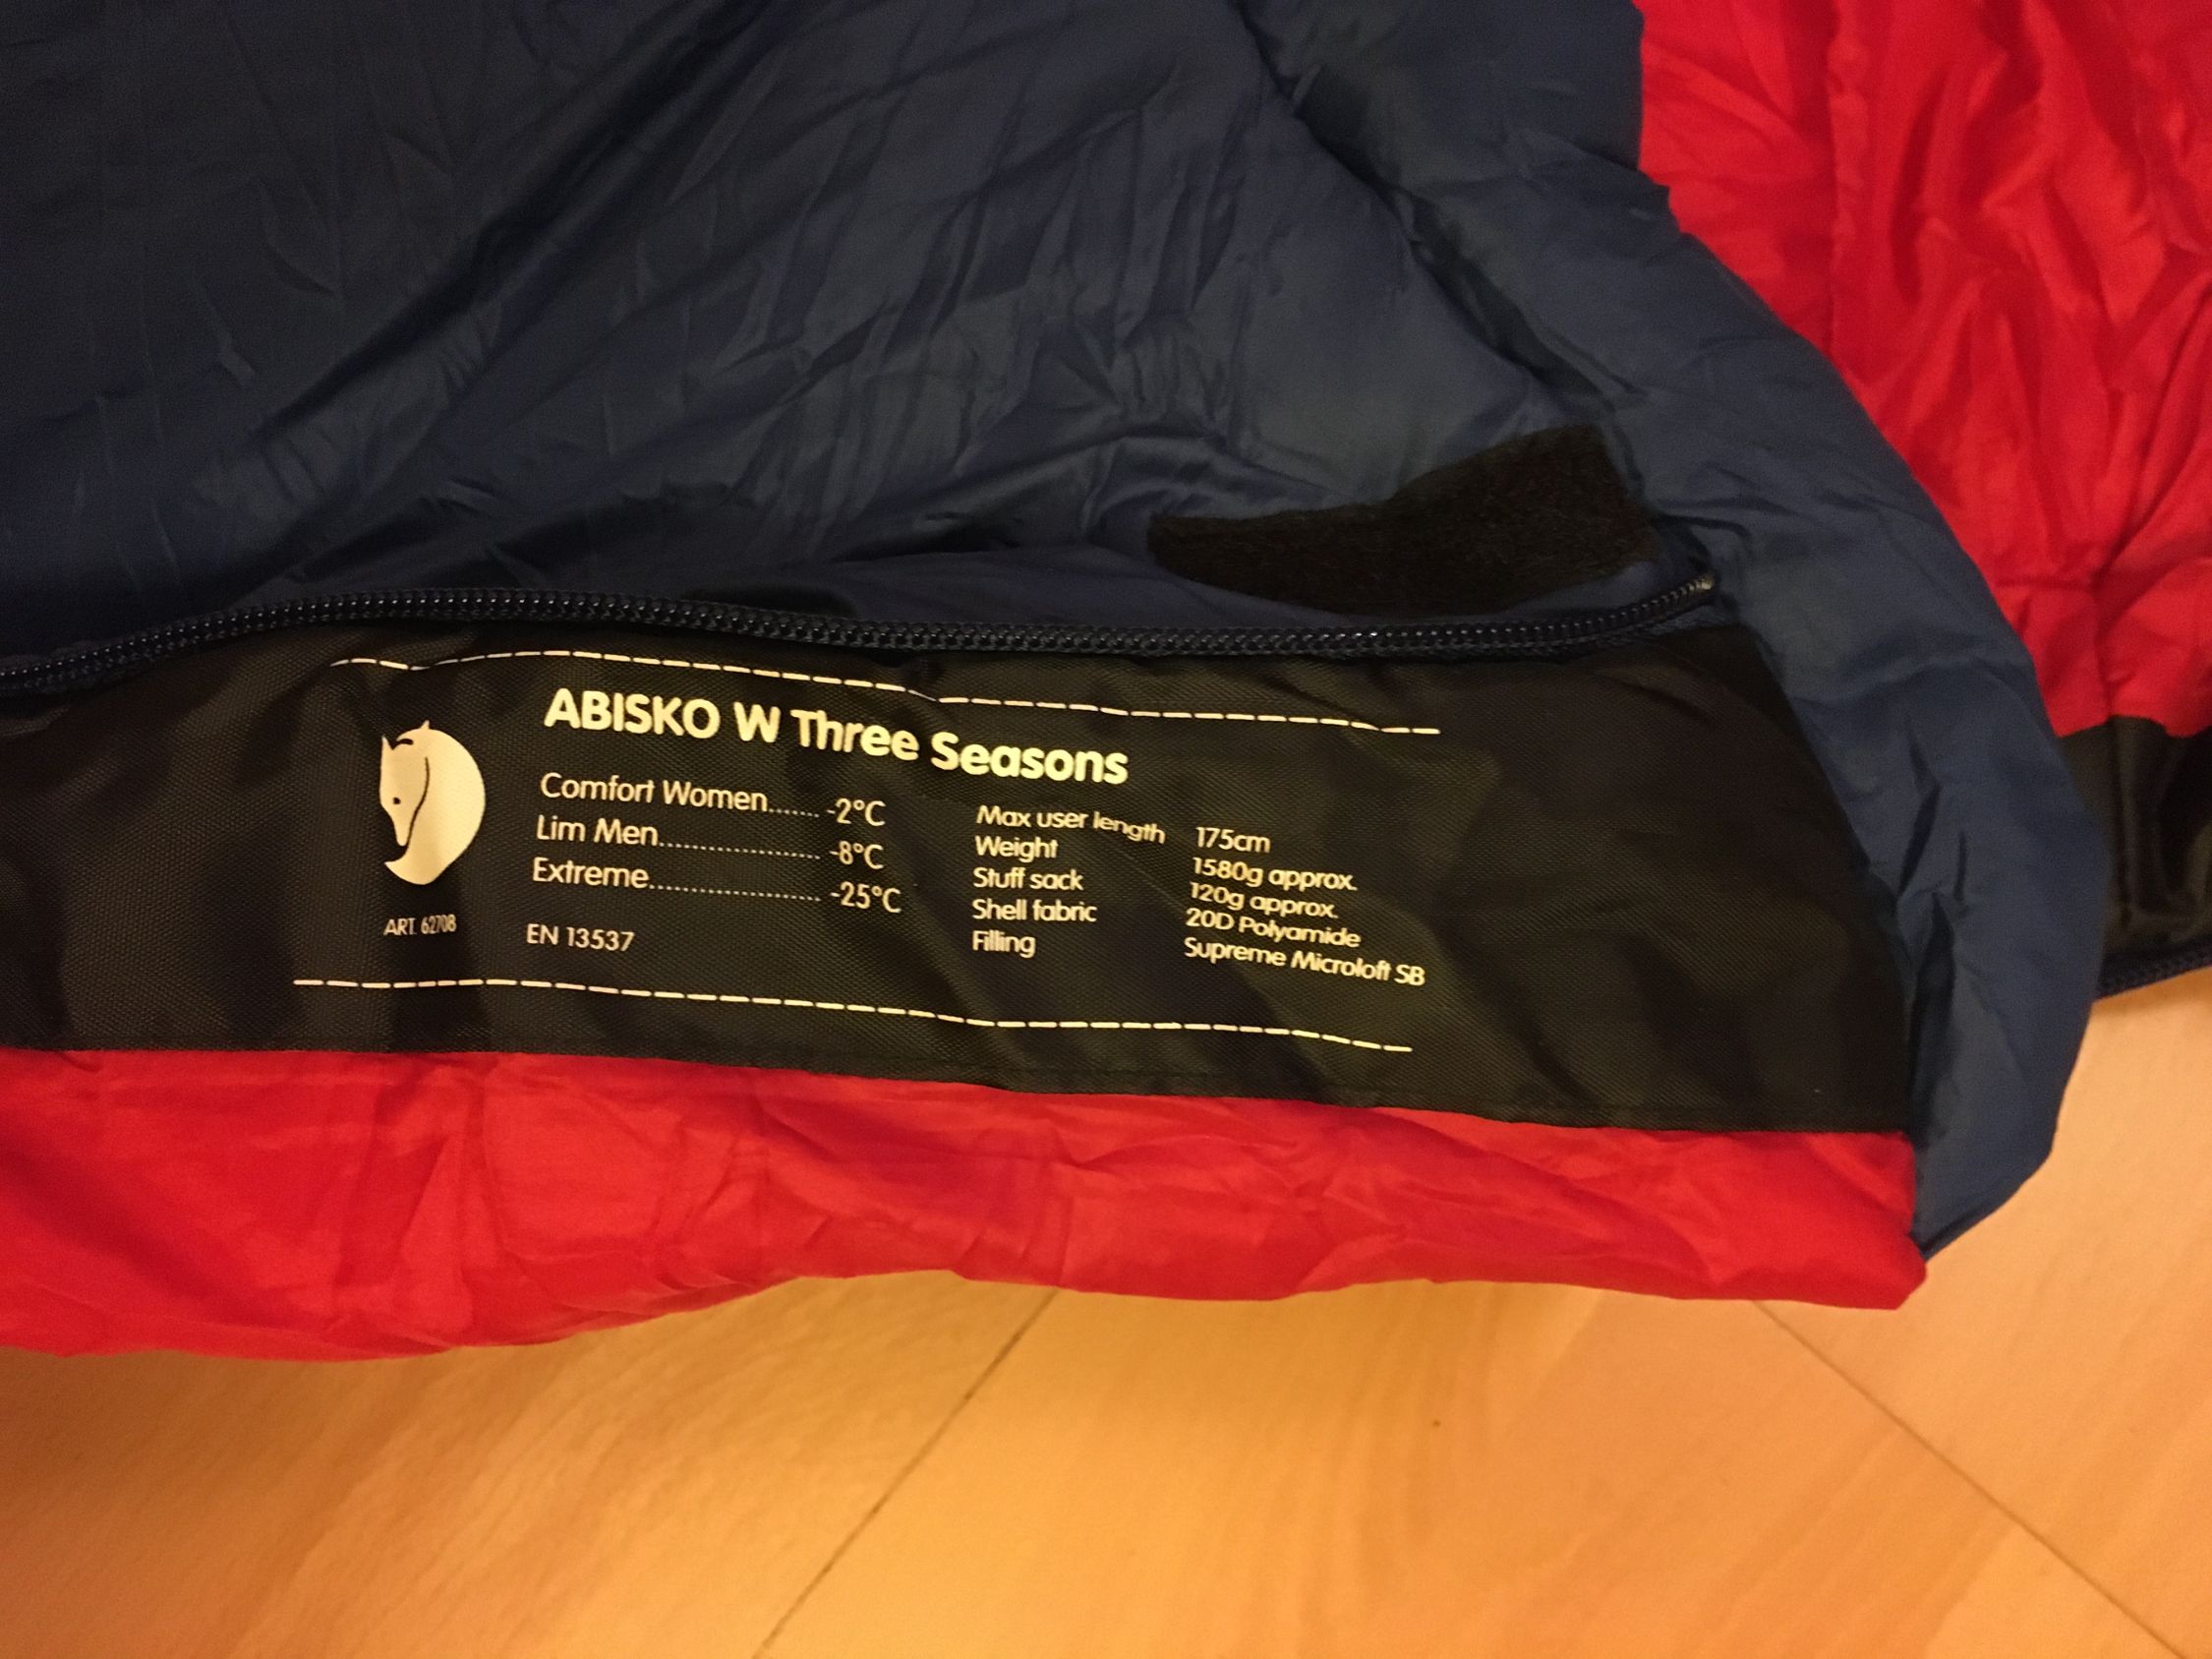 ABISKO W Three Seasons
Comfort Women....... -2°C
Lim Men.................... -8°C
Extreme..................... -25°C
EN 13537
ART. 62708
Max user length 175cm
Weight 1580g approx.
Stuff sack 120g approx.
Shell fabric 20D Polyamide
Filling Supreme Microloft SB